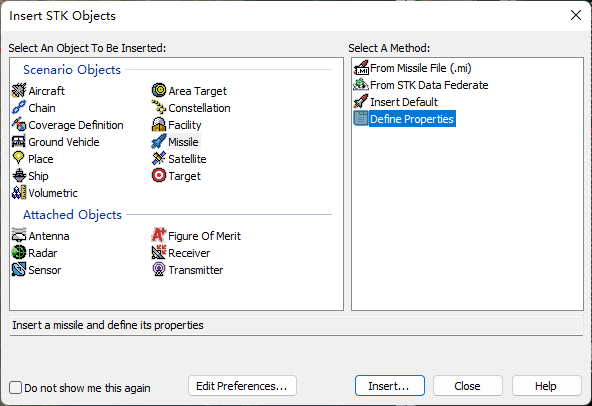 Insert STK Objects
Select An Object To Be Inserted:
Scenario Objects
Aircraft
Chain
Coverage Definition
Ground Vehicle
Place
Ship
Volumetric
Area Target
Constellation
Facility
Missile
Satellite
Target
Attached Objects
Antenna
Radar
Sensor
Figure Of Merit
Receiver
Transmitter
Select A Method:
From Missile File (.mi)
From STK Data Federate
Insert Default
Define Properties
Insert a missile and define its properties
Do not show me this again
Edit Preferences...
Insert...
Close
Help